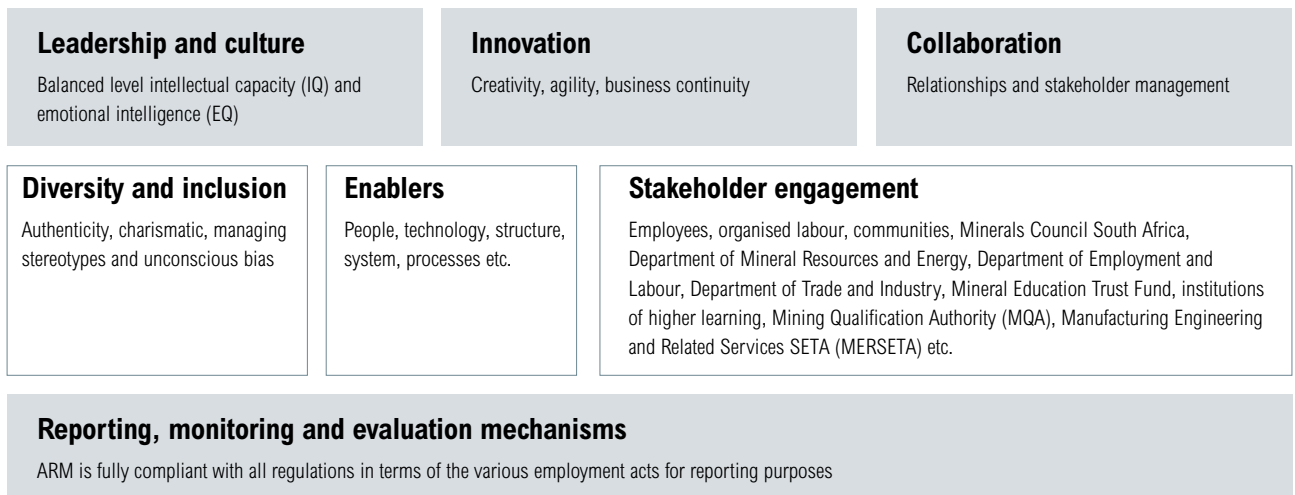 Leadership and culture
Balanced level intellectual capacity (IQ) and
emotional intelligence (EQ)
Innovation
Creativity, agility, business continuity
Collaboration
Relationships and stakeholder management
Diversity and inclusion
Authenticity, charismatic, managing
stereotypes and unconscious bias
Enablers
People, technology, structure,
system, processes etc.
Stakeholder engagement
Employees, organised labour, communities, Minerals Council South Africa,
Department of Mineral Resources and Energy, Department of Employment and
Labour, Department of Trade and Industry, Mineral Education Trust Fund, institutions
of higher learning, Mining Qualification Authority (MQA), Manufacturing Engineering
and Related Services SETA (MERSETA) etc.
Reporting, monitoring and evaluation mechanisms
ARM is fully compliant with all regulations in terms of the various employment acts for reporting purposes